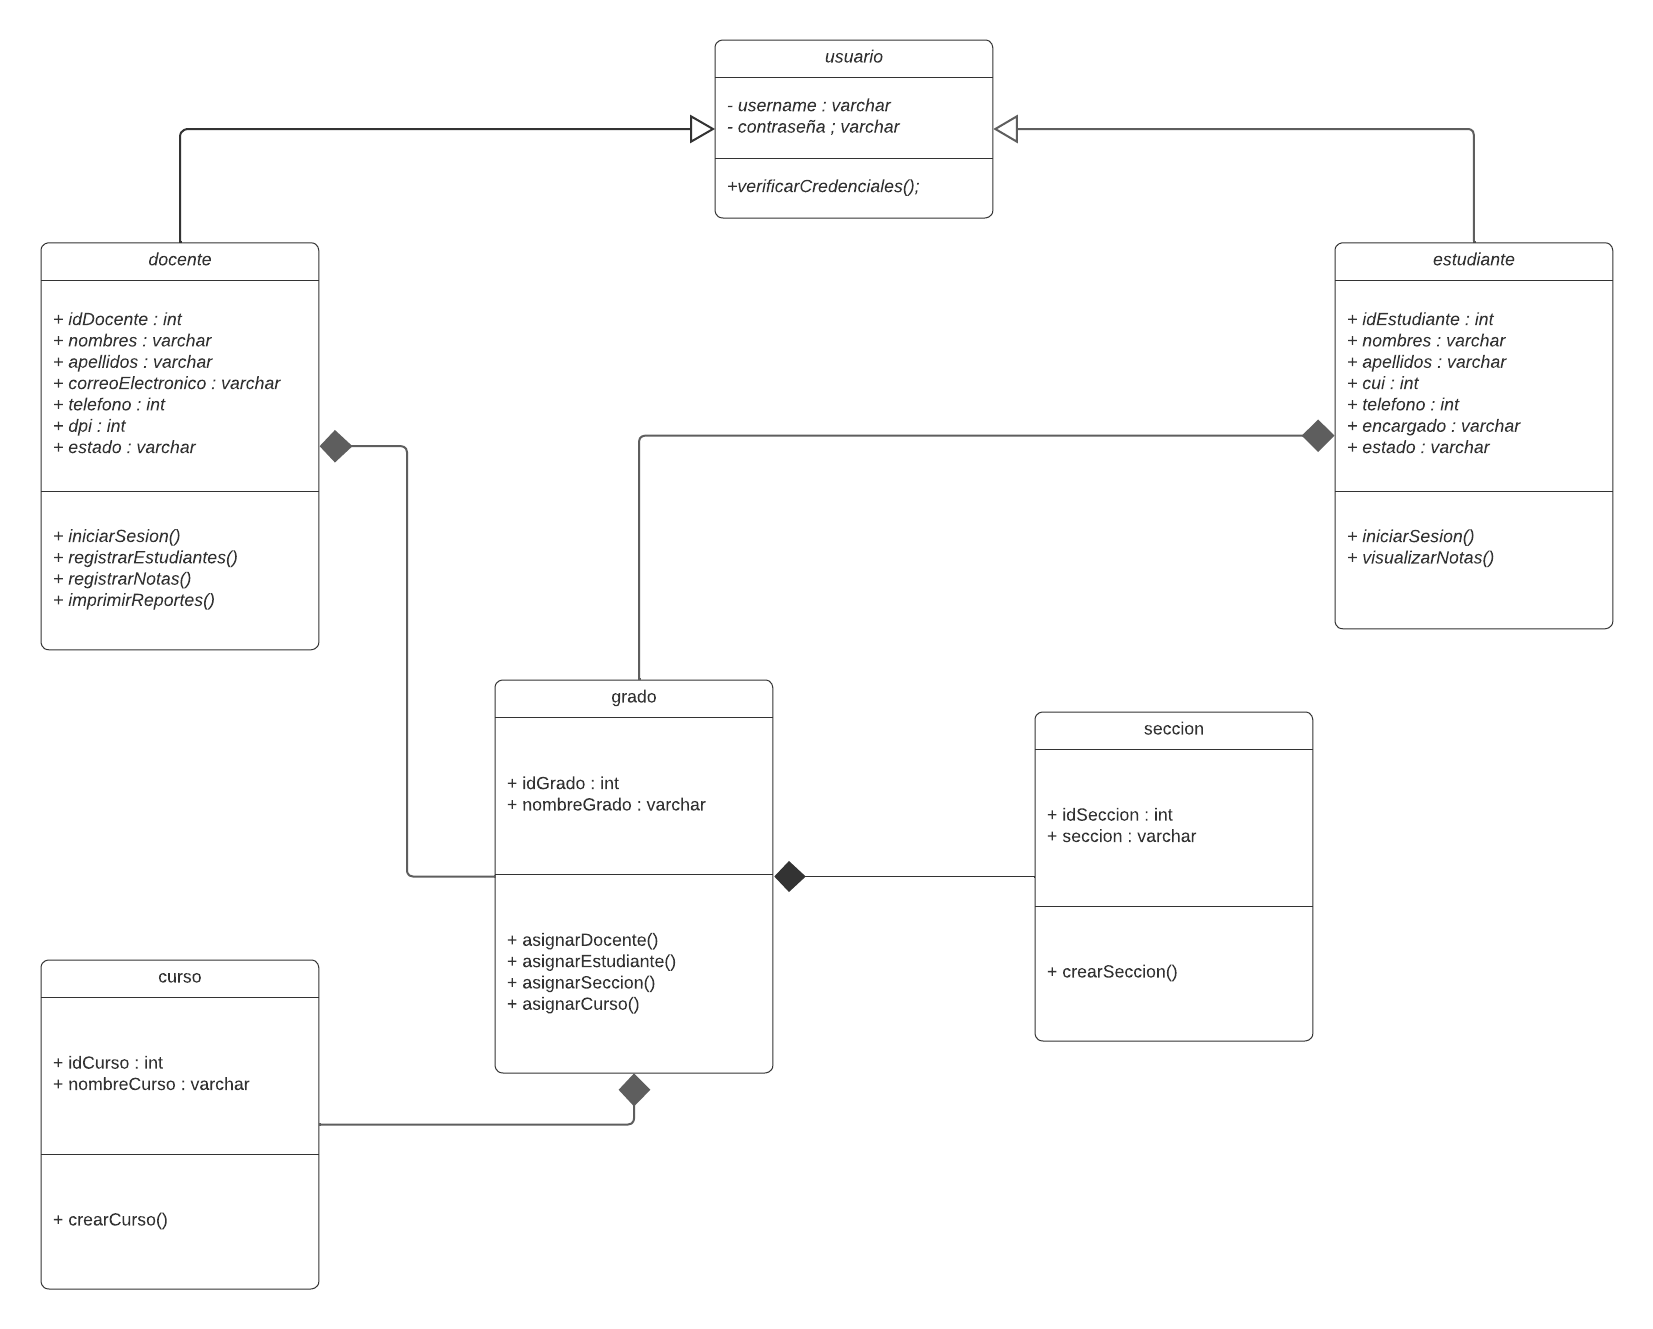 usuario
- username : varchar
- contraseña ; varchar
+verificarCredenciales();
docente
+ idDocente : int
+ nombres : varchar
+ apellidos : varchar
+ correoElectronico : varchar
+ telefono : int
+ dpi : int
+ estado : varchar
+ iniciarSesion()
+ registrarEstudiantes()
+ registrarNotas()
+ imprimirReportes()
estudiante
+ idEstudiante : int
+ nombres : varchar
+ apellidos : varchar
+ cui : int
+ telefono : int
+ encargado : varchar
+ estado : varchar
+ iniciarSesion()
+ visualizarNotas()
grado
+ idGrado : int
+ nombreGrado : varchar
+ asignarDocente()
+ asignarEstudiante()
+ asignarSeccion()
+ asignarCurso()
seccion
+ idSeccion : int
+ seccion : varchar
+ crearSeccion()
curso
+ idCurso : int
+ nombreCurso : varchar
+ crearCurso()